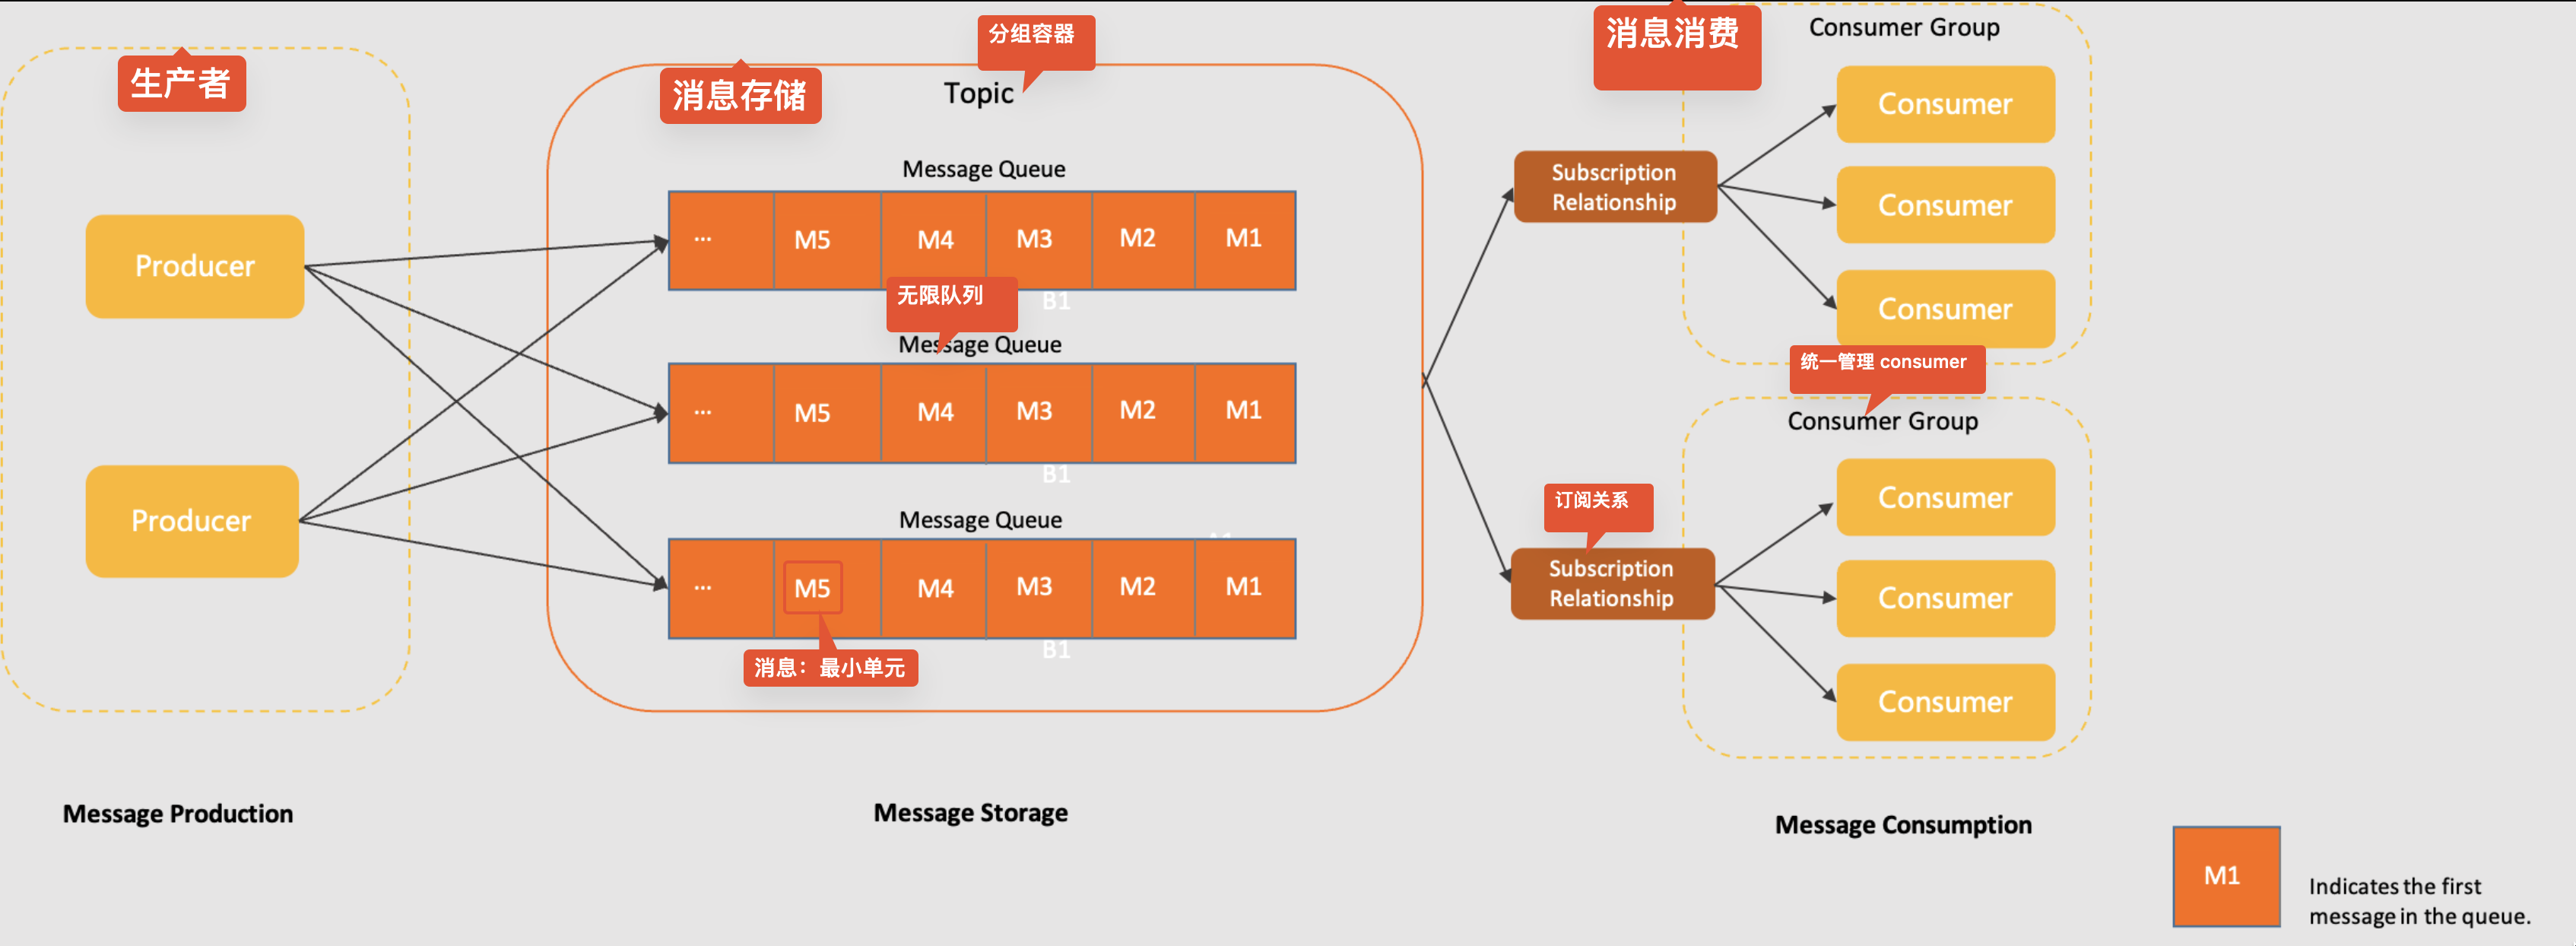 生产者
Producer
Producer
Message Production
消息存储
分组容器
Topic
Message Queue
... M5 M4 M3 M2 M1
B1
无限队列
Message Queue
... M5 M4 M3 M2 M1
B1
Message Queue
... M5 M4 M3 M2 M1
B1
消息：最小单元
Message Storage
消息消费
Consumer Group
Subscription
Relationship
Consumer
Consumer
Consumer
统一管理 consumer
Consumer Group
订阅关系
Subscription
Relationship
Consumer
Consumer
Consumer
Message Consumption
M1
Indicates the first
message in the queue.